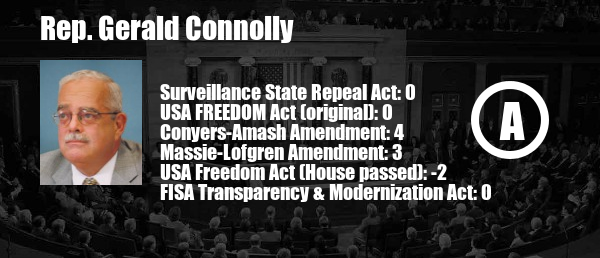 Rep. Gerald Connolly
Surveillance State Repeal Act: 0
USA FREEDOM Act (original): 0
Conyers-Amash Amendment: 4
Massie-Lofgren Amendment: 3
USA Freedom Act (House passed): -2
FISA Transparency & Modernization Act: 0
A